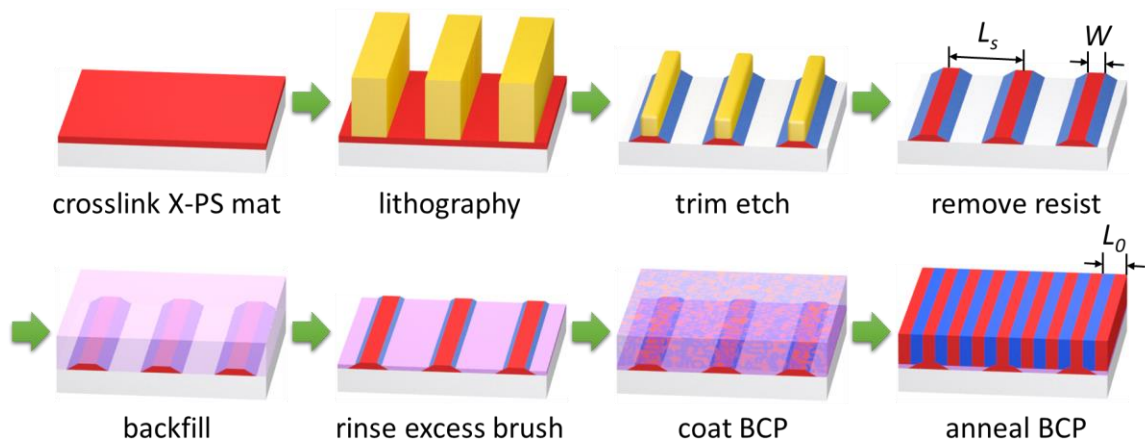 L_s
W
crosslink X-PS mat
lithography
trim etch
remove resist
L_0
backfill
rinse excess brush
coat BCP
anneal BCP